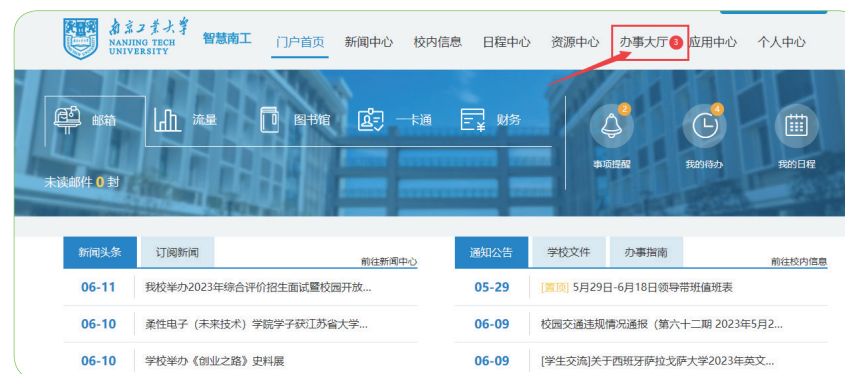 南京工业大学
NANJING TECH
UNIVERSITY
智慧南工 门户首页 新闻中心 校内信息 日程中心 资源中心 办事大厅 3 应用中心 个人中心
邮箱 流量 图书馆 一卡通 财务
2 4
事项提醒 我的待办 我的日程
未读邮件 0 封
新闻头条 订阅新闻 前往新闻中心
06-11 我校举办2023年综合评价招生面试暨校园开放...
06-10 柔性电子（未来技术）学院学子获江苏省大学...
06-10 学校举办《创业之路》史料展
通知公告 学校文件 办事指南 前往校内信息
05-29 [置顶] 5月29日-6月18日领导带班值班表
06-09 校园交通违规情况通报（第六十二期 2023年5月2...
06-09 [学生交流]关于西班牙萨拉戈萨大学2023年英文...